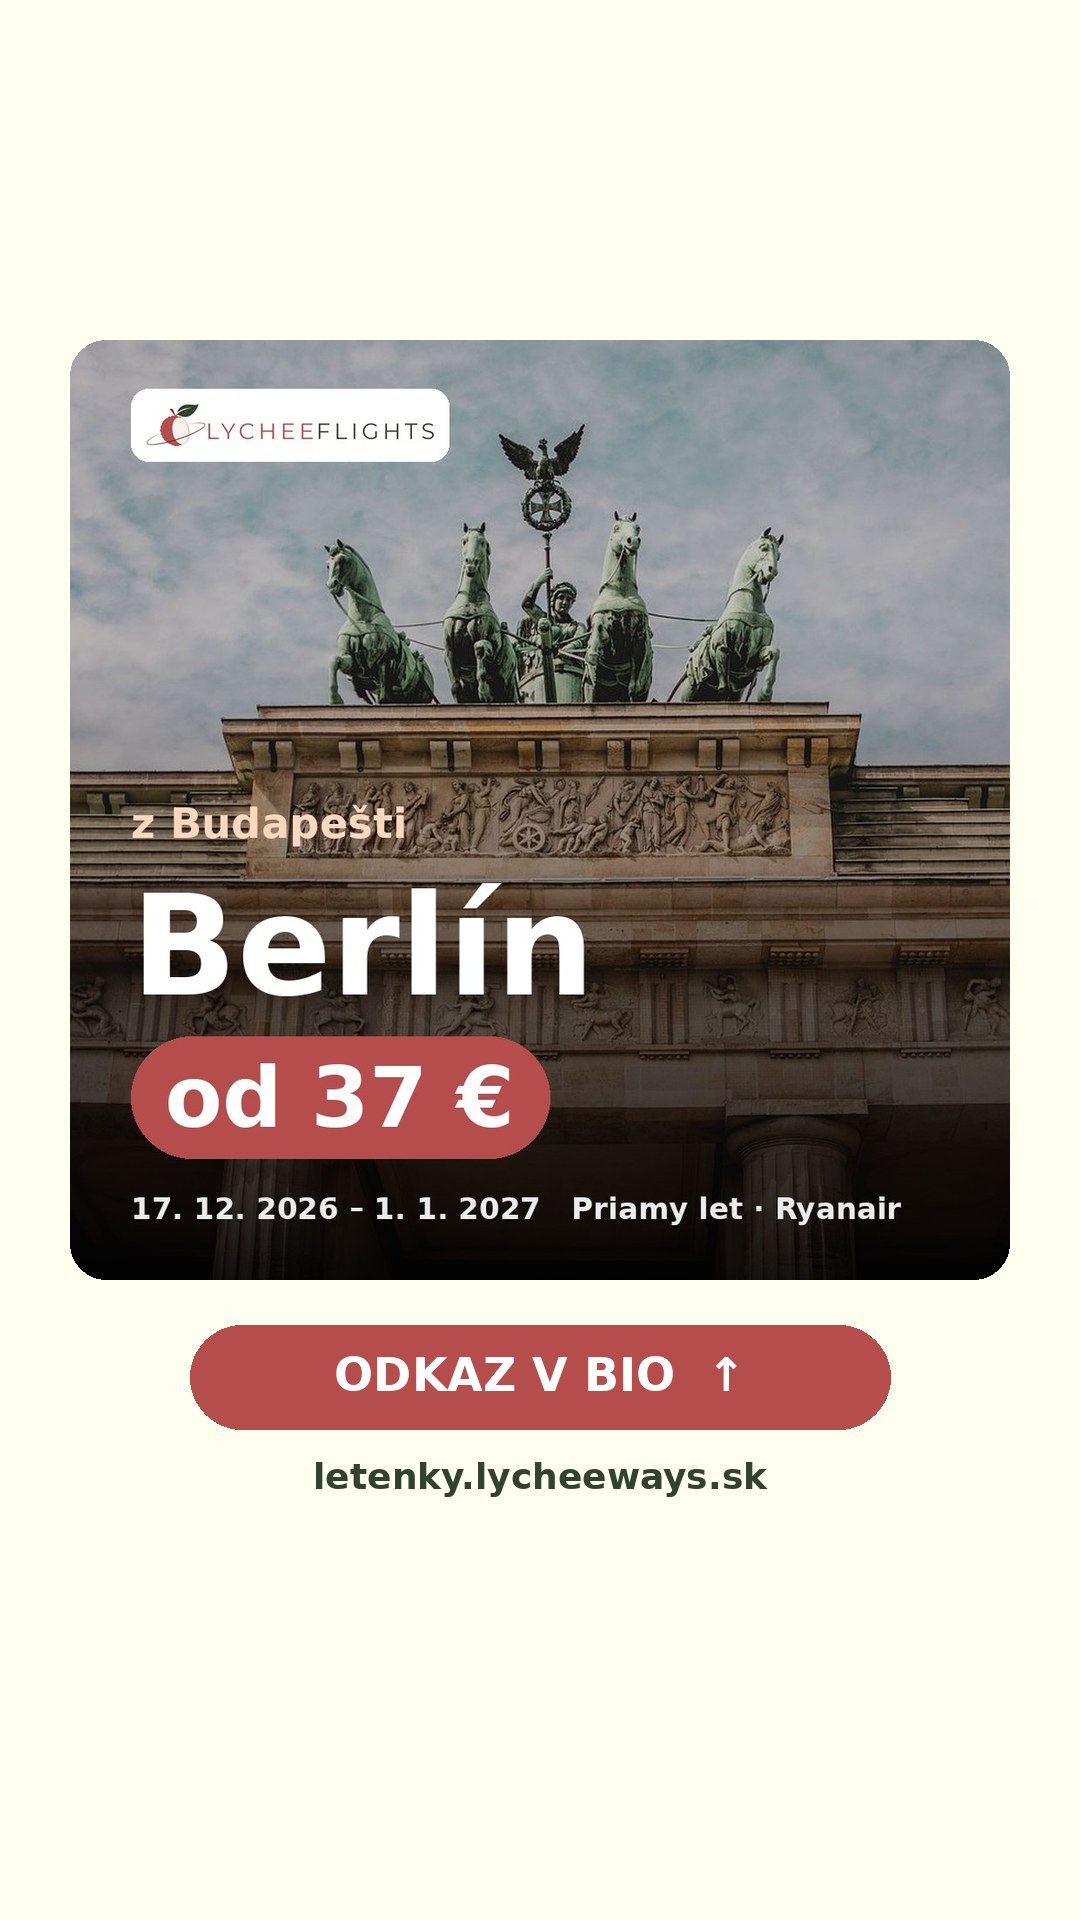 LYCHEEFLIGHTS
z Budapešti
Berlín
od 37 €
17. 12. 2026 – 1. 1. 2027 Priamy let · Ryanair
ODKAZ V BIO ↑
letenky.lycheeways.sk